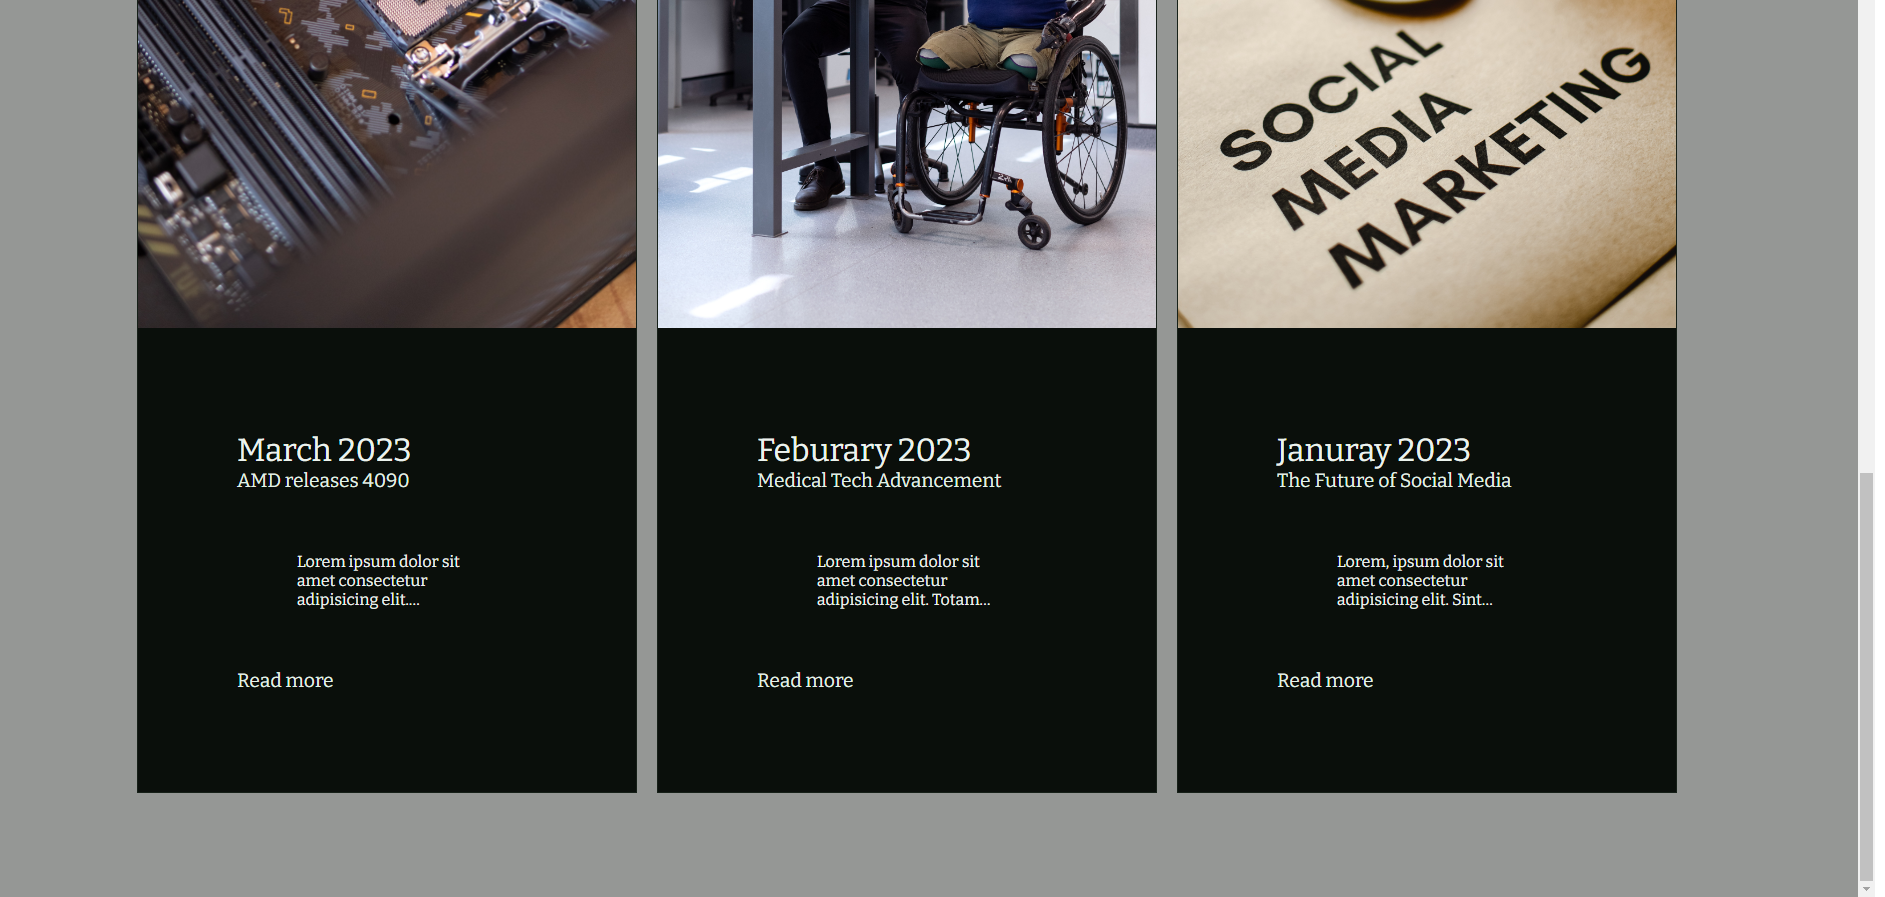 SOCIAL
MEDIA
MARKETING
March 2023
AMD releases 4090
Lorem ipsum dolor sit
amet consectetur
adipisicing elit....
Read more
Feburary 2023
Medical Tech Advancement
Lorem ipsum dolor sit
amet consectetur
adipisicing elit. Totam...
Read more
Januray 2023
The Future of Social Media
Lorem, ipsum dolor sit
amet consectetur
adipisicing elit. Sint...
Read more